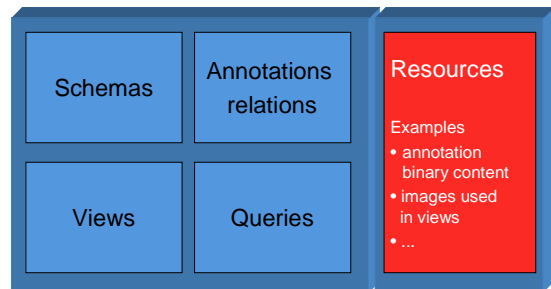 Schemas
Annotations
relations
Views
Queries
Resources
Examples
• annotation
binary content
• images used
in views
• ...